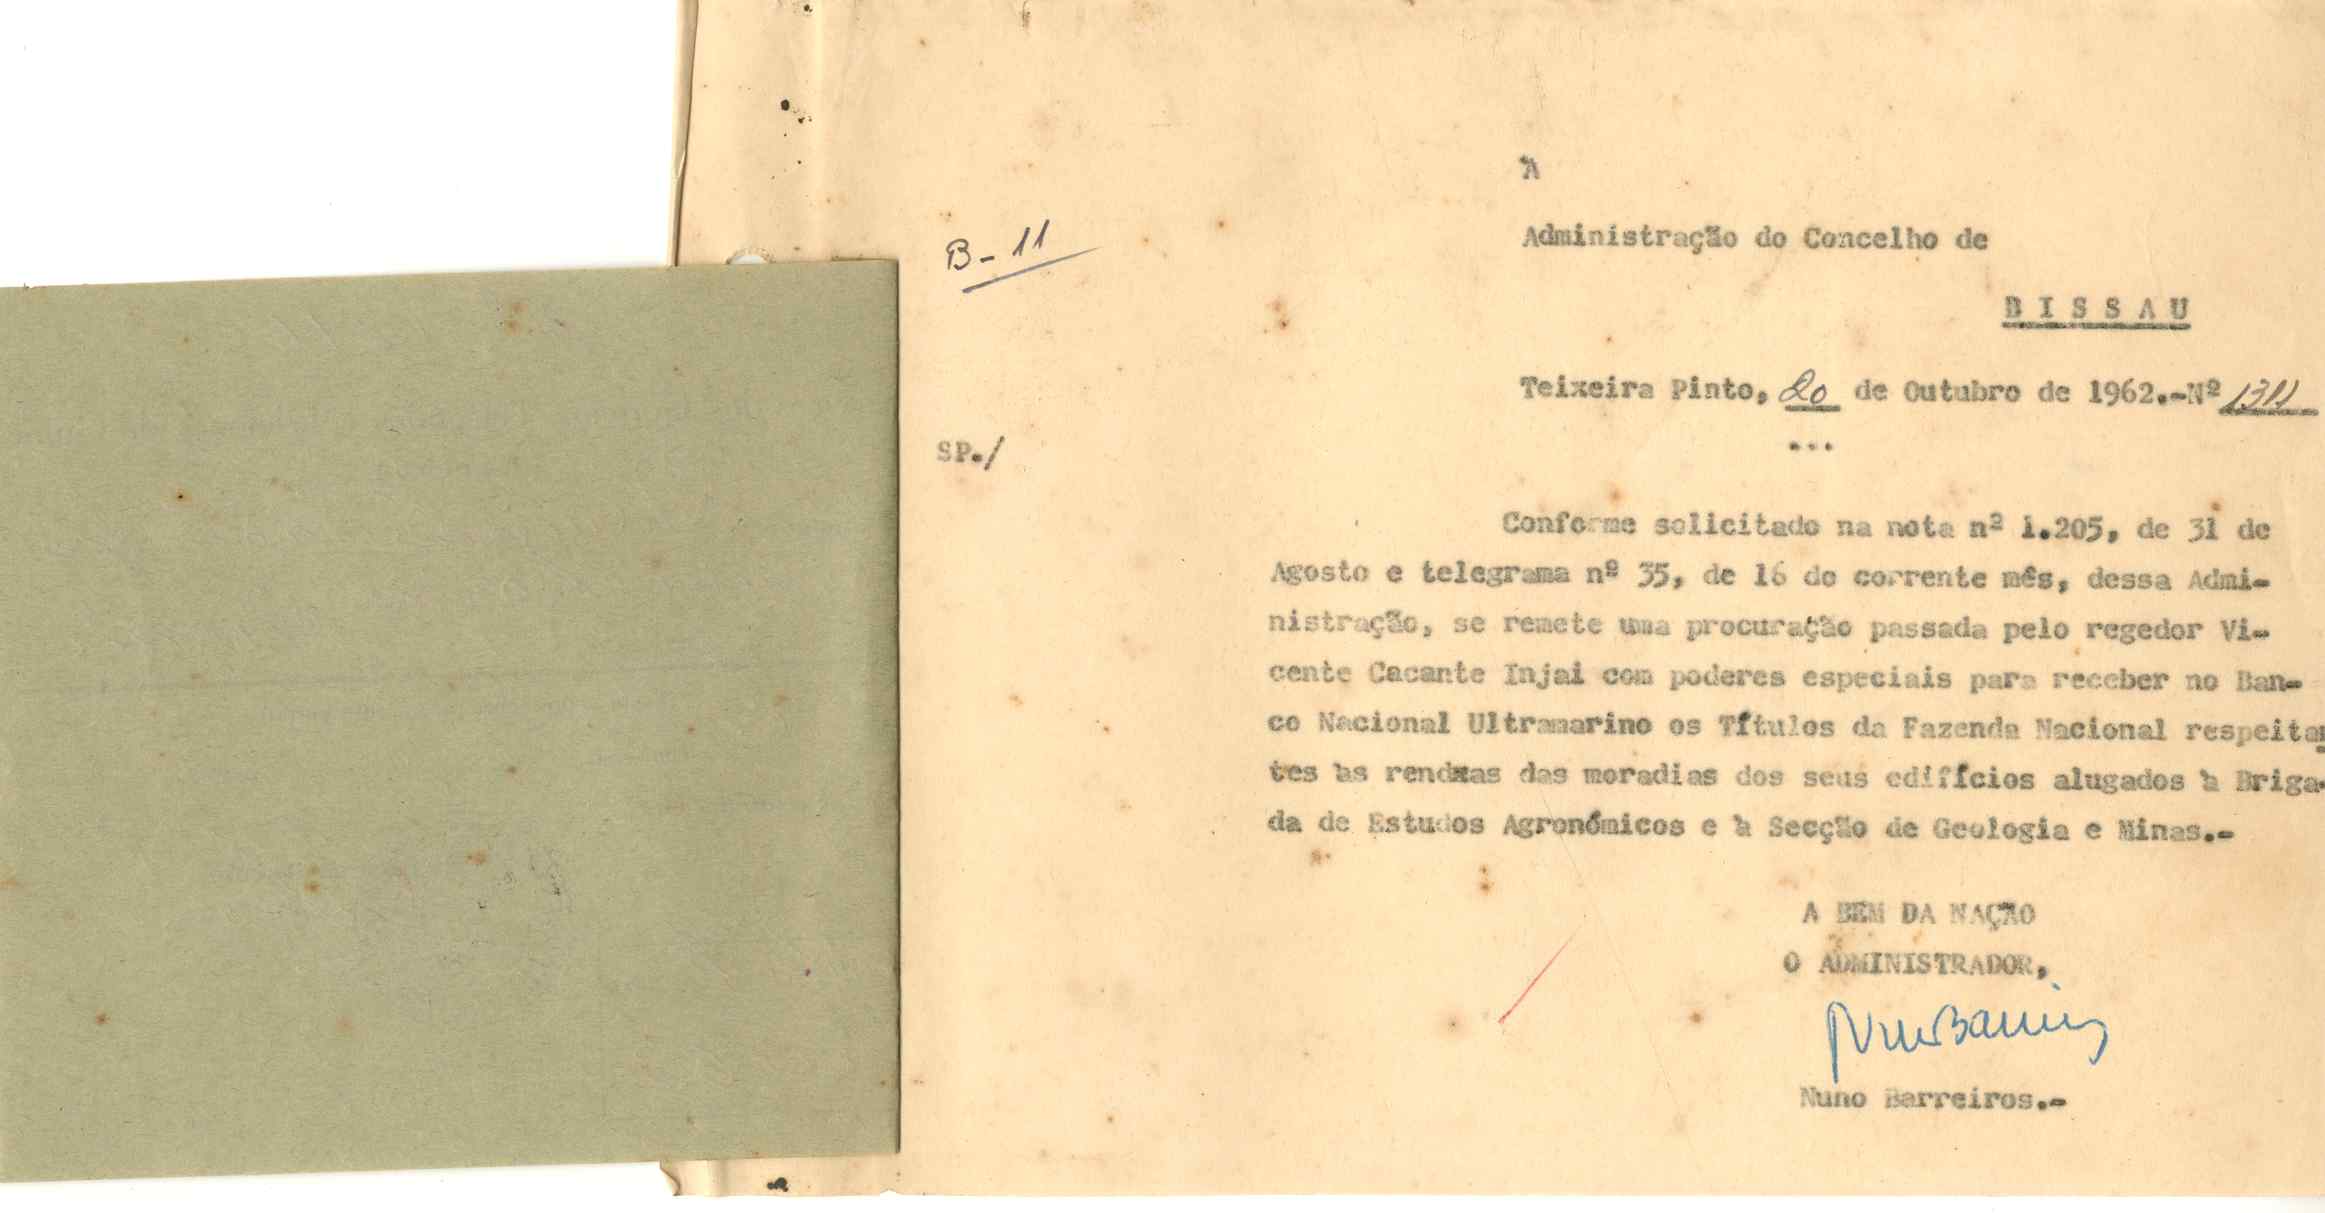 À
Administração do Concelho de
B - 11
B I S S A U
Teixeira Pinto, 20 de Outubro de 1962.-Nº 1311
...
SP./
Conforme solicitado na nota nº 1.205, de 31 de
Agosto e telegrama nº 35, de 16 do corrente mês, dessa Admi-
nistração, se remete uma procuração passada pelo regedor Vi-
cente Cacante Injai com poderes especiais para receber no Ban-
co Nacional Ultramarino os Títulos da Fazenda Nacional respeitan
tes às rendxas das moradias dos seus edifícios alugados à Briga-
da de Estudos Agronómicos e à Secção de Geologia e Minas.-
A BEM DA NAÇÃO
O ADMINISTRADOR,
Nuno Barreiros
Nuno Barreiros.-